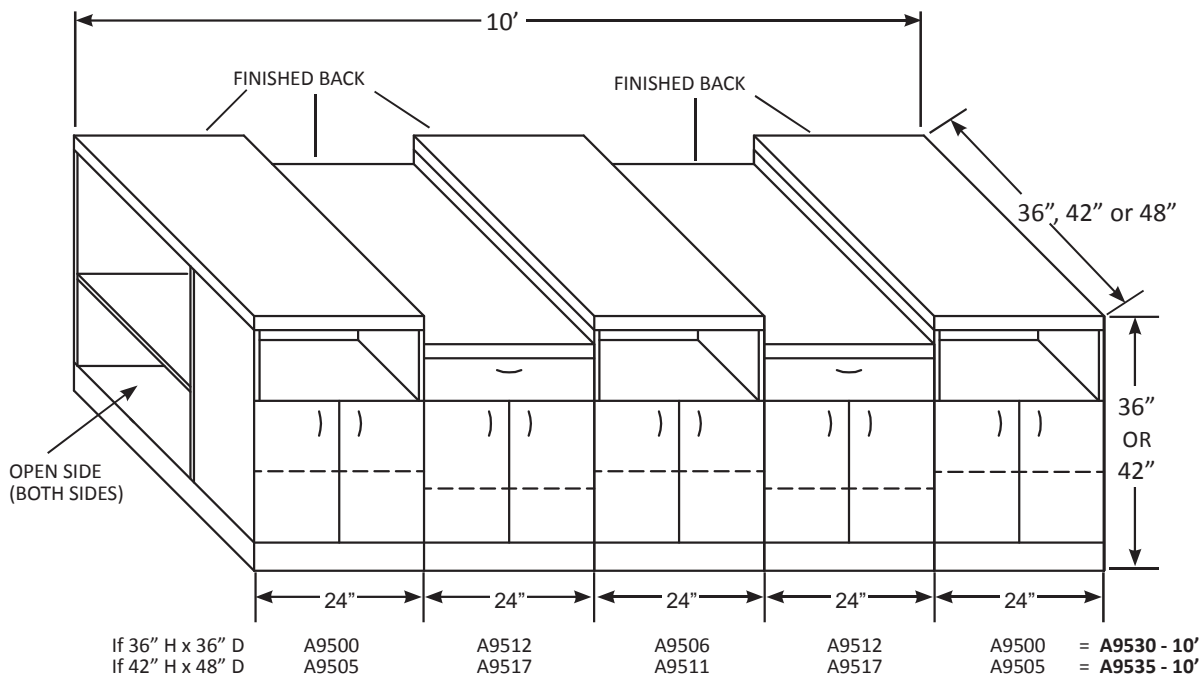 10’
FINISHED BACK
FINISHED BACK
36”, 42” or 48”
36”
OR
42”
OPEN SIDE
(BOTH SIDES)
24” 24” 24” 24” 24”
If 36” H x 36” D A9500 A9512 A9506 A9512 A9500 = A9530 - 10’
If 42” H x 48” D A9505 A9517 A9511 A9517 A9505 = A9535 - 10’